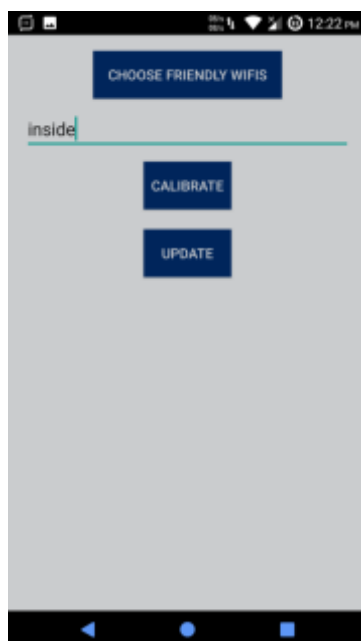 12:22 PM
CHOOSE FRIENDLY WIFIS
inside
CALIBRATE
UPDATE